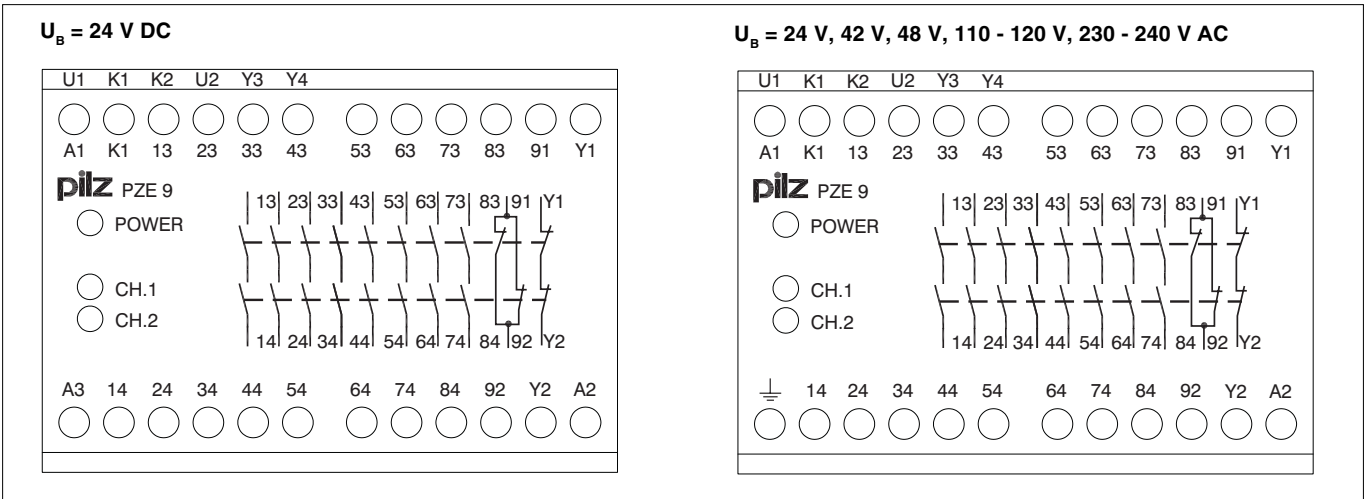 U_B = 24 V DC
U1 K1 K2 U2 Y3 Y4
A1 K1 13 23 33 43 53 63 73 83 91 Y1
pilz PZE 9
13 23 33 43 53 63 73 83 91 Y1
POWER
CH.1
CH.2
14 24 34 44 54 64 74 84 92 Y2
A3 14 24 34 44 54 64 74 84 92 Y2 A2
U_B = 24 V, 42 V, 48 V, 110 - 120 V, 230 - 240 V AC
U1 K1 K2 U2 Y3 Y4
A1 K1 13 23 33 43 53 63 73 83 91 Y1
pilz PZE 9
13 23 33 43 53 63 73 83 91 Y1
POWER
CH.1
CH.2
14 24 34 44 54 64 74 84 92 Y2
14 24 34 44 54 64 74 84 92 Y2 A2